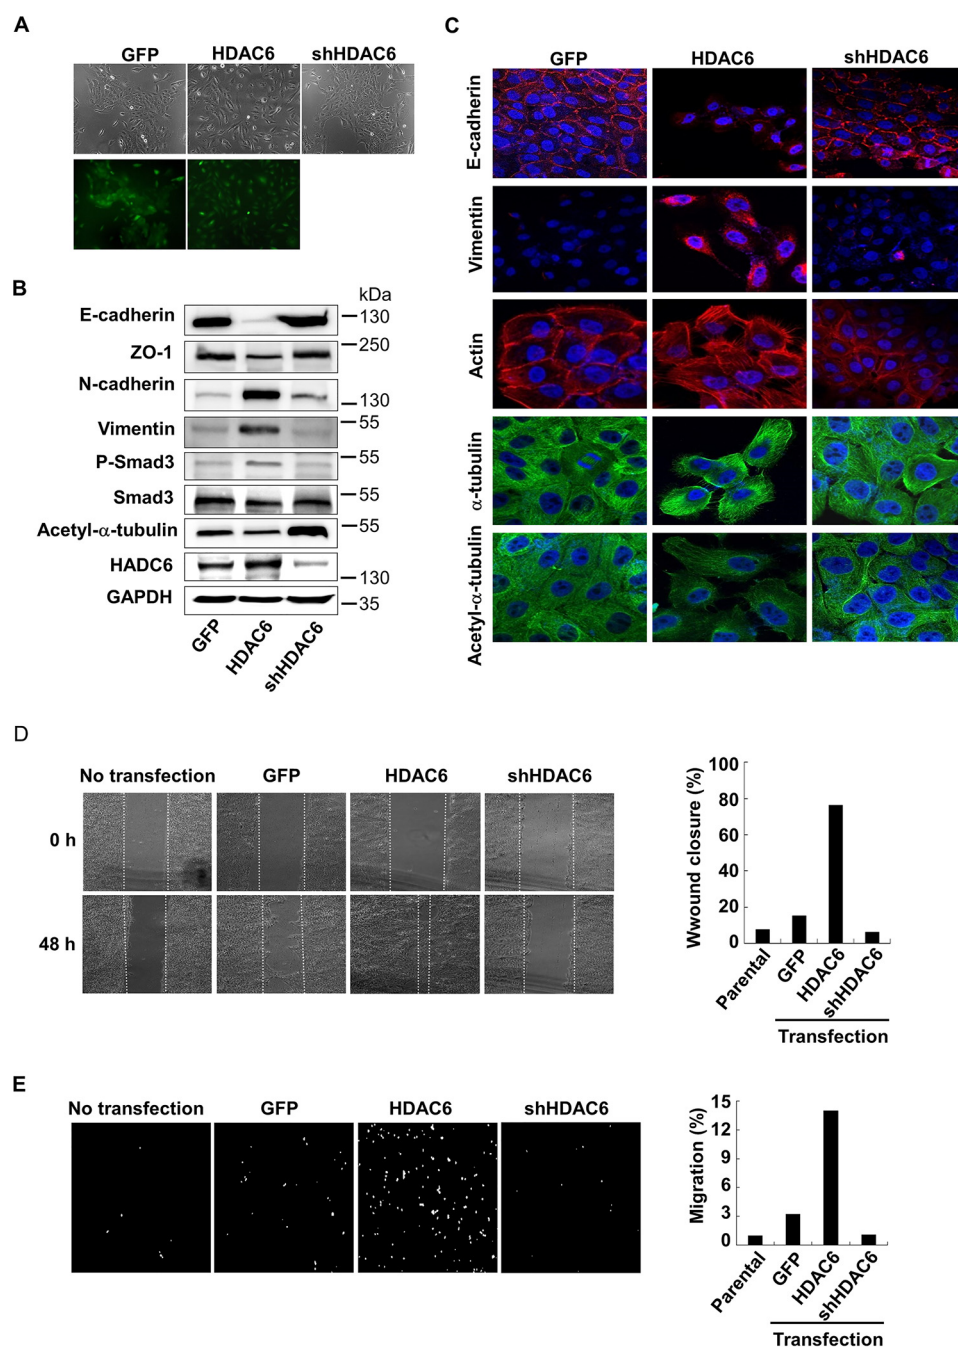 A
GFP HDAC6 shHDAC6
B
kDa
E-cadherin 130
ZO-1 250
N-cadherin 130
Vimentin 55
P-Smad3 55
Smad3 55
Acetyl-α-tubulin 55
HADC6 130
GAPDH 35
GFP HDAC6 shHDAC6
C
GFP HDAC6 shHDAC6
E-cadherin
Vimentin
Actin
α-tubulin
Acetyl-α-tubulin
D
No transfection GFP HDAC6 shHDAC6
0 h
48 h
Wwound closure (%)
100
80
60
40
20
0
Parental GFP HDAC6 shHDAC6
Transfection
E
No transfection GFP HDAC6 shHDAC6
Migration (%)
15
12
9
6
3
0
Parental GFP HDAC6 shHDAC6
Transfection